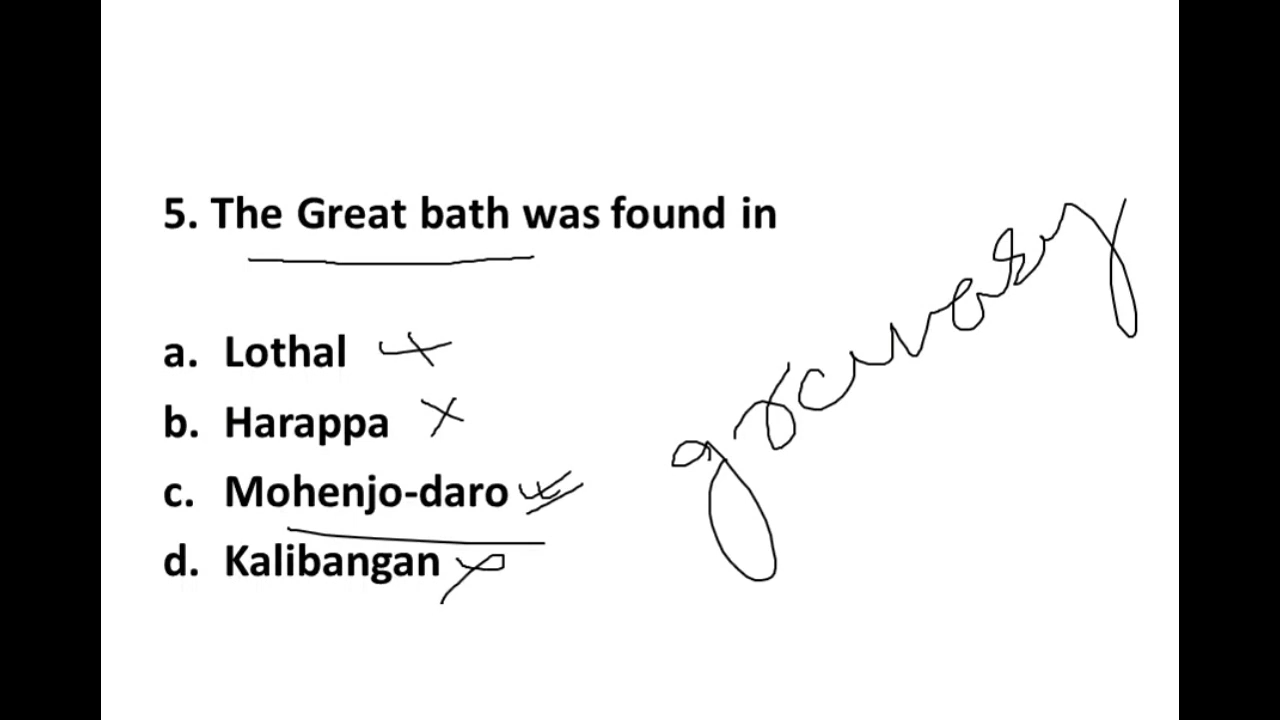 5. The Great bath was found in
a. Lothal
b. Harappa
c. Mohenjo-daro
d. Kalibangan